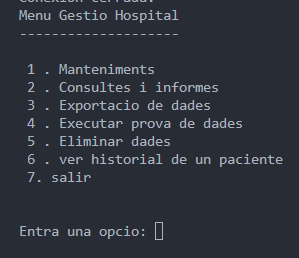 Conexion cerrada.
Menu Gestio Hospital
--------------------
1 . Manteniments
2 . Consultes i informes
3 . Exportacio de dades
4 . Executar prova de dades
5 . Eliminar dades
6 . ver historial de un paciente
7. salir
Entra una opcio: